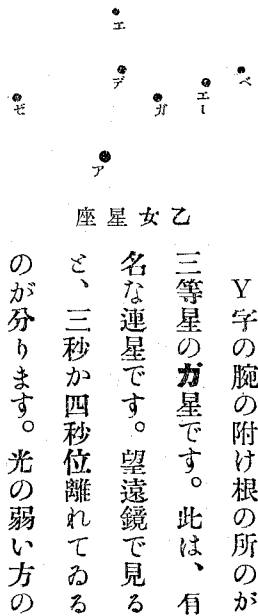 エ
デ
ゼ
ガ
エー
ベ
ア
座星女乙
Y字の腕の附け根の所のが
三等星のガ星です。此は、有
名な連星です。望遠鏡で見る
と、三秒か四秒位離れてゐる
のが分ります。光の弱い方の